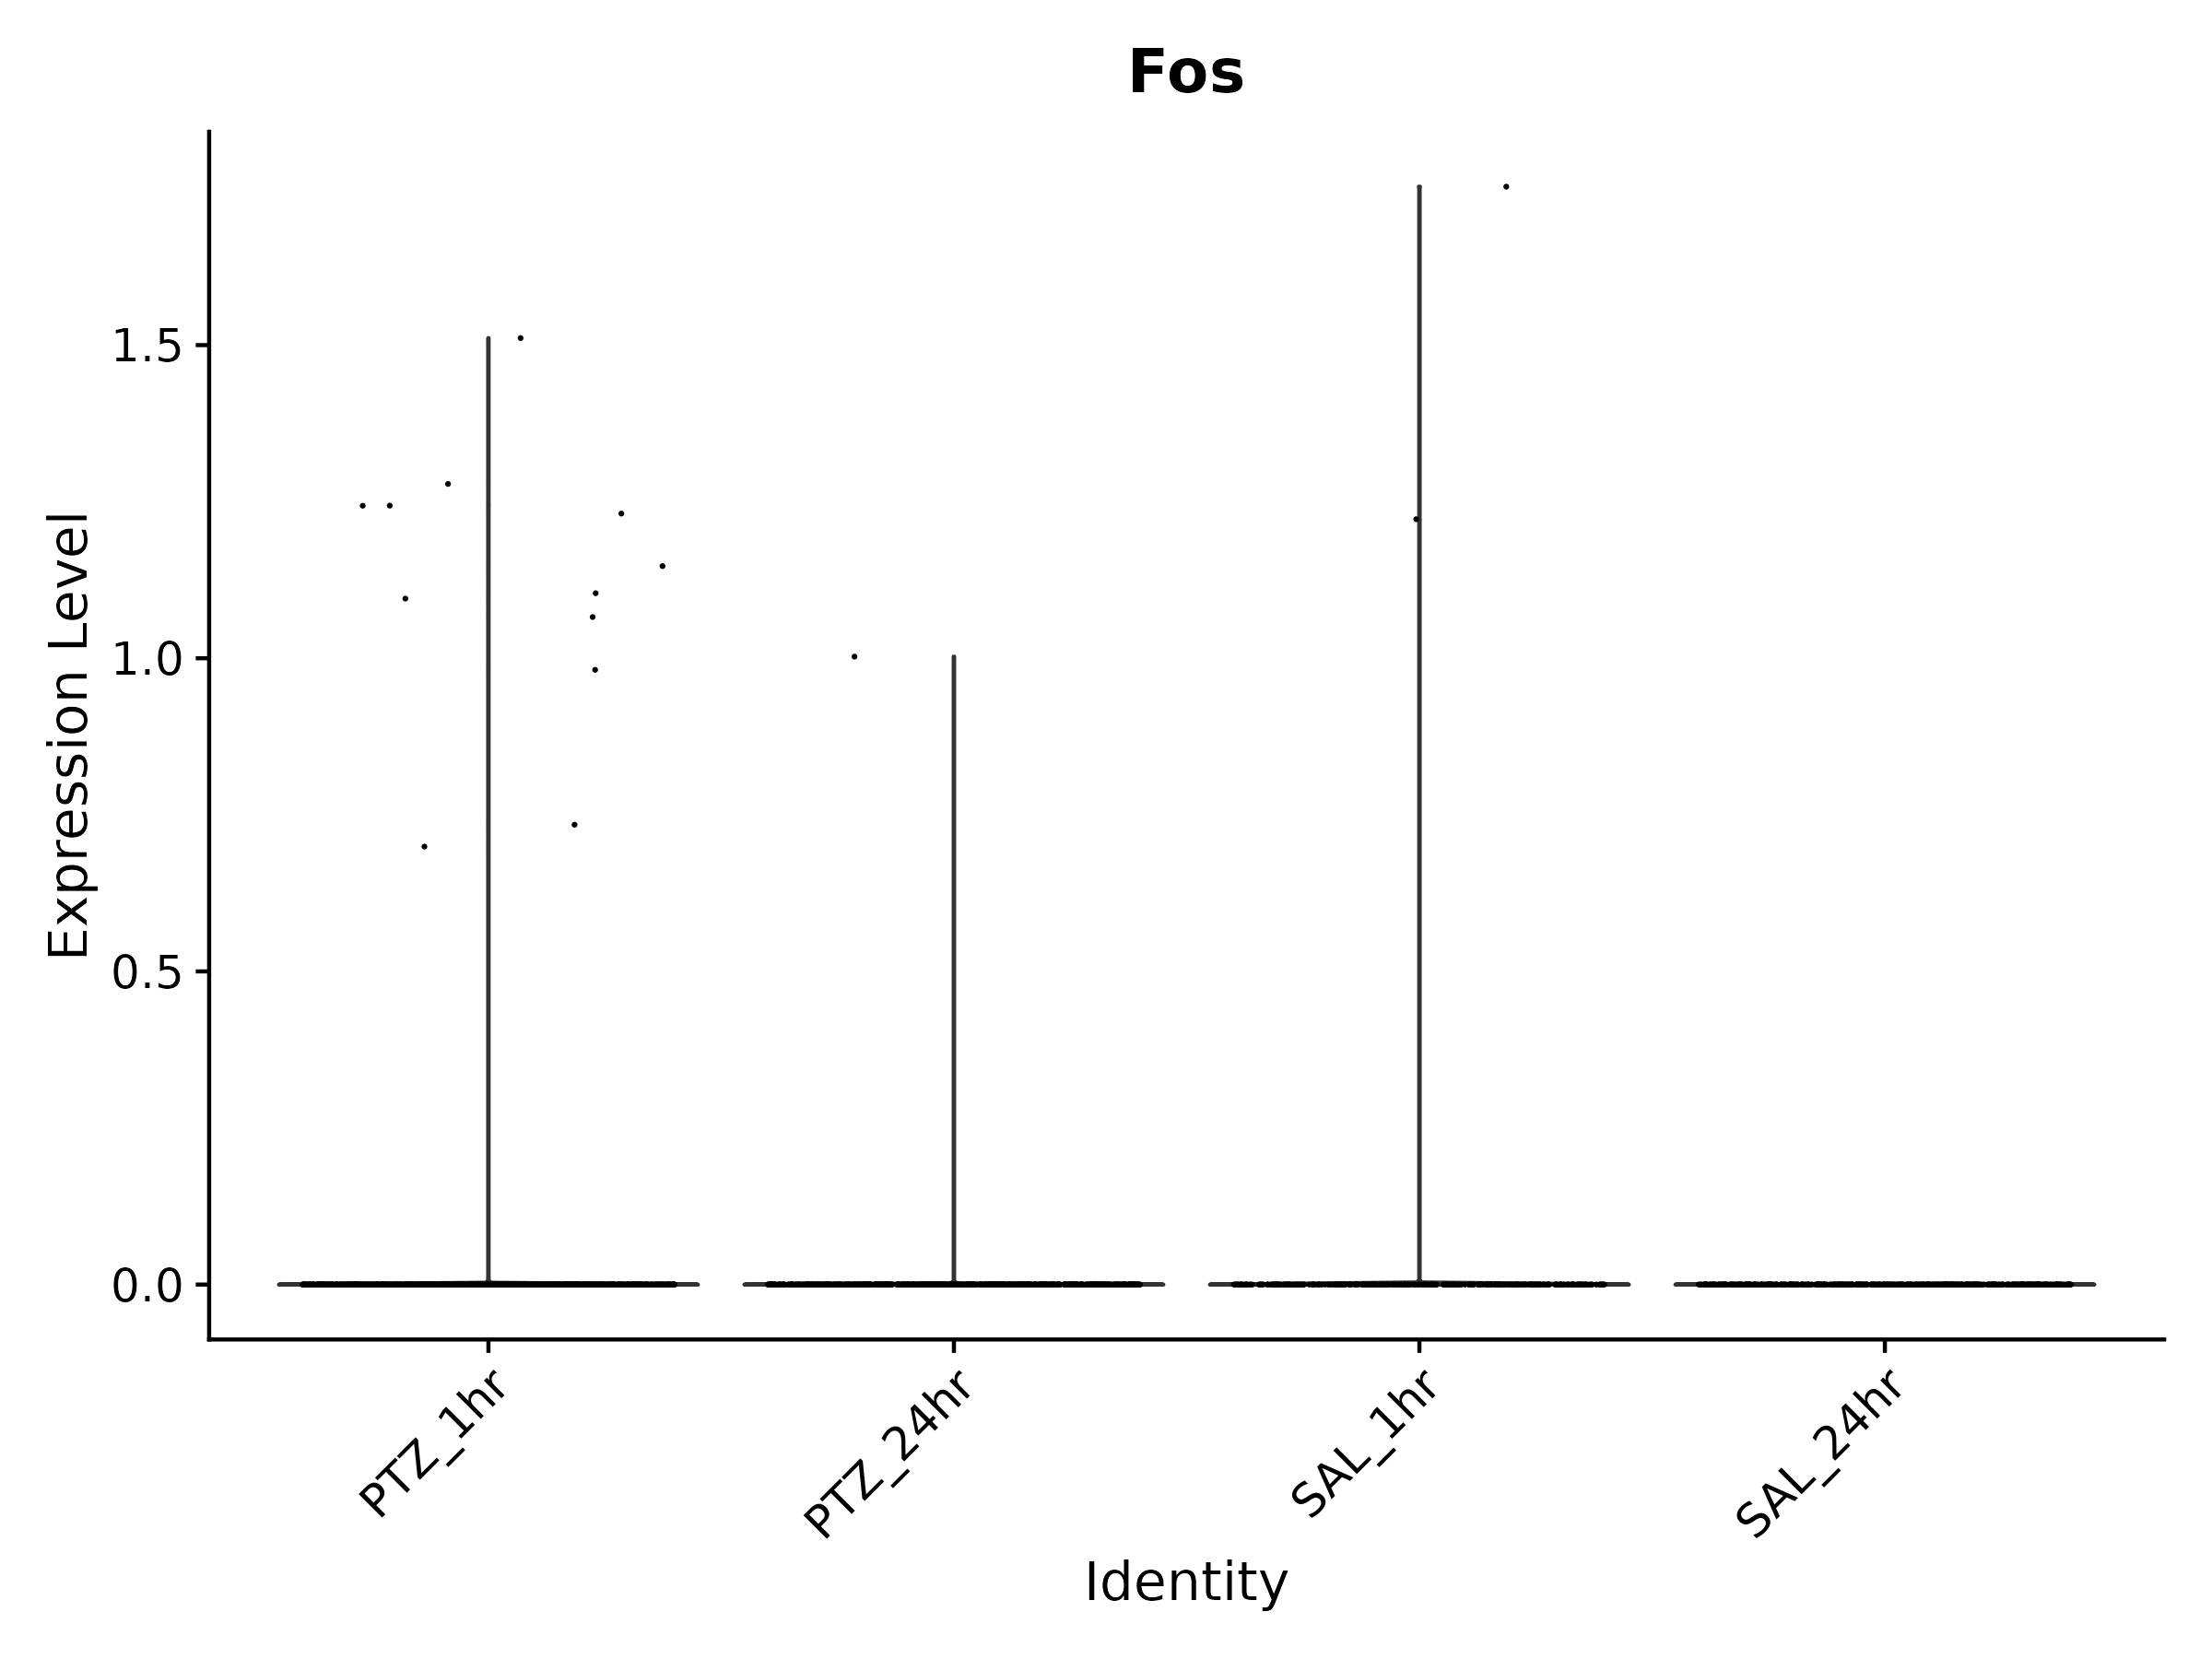 Fos
Expression Level
1.5
1.0
0.5
0.0
PTZ_1hr
PTZ_24hr
SAL_1hr
SAL_24hr
Identity